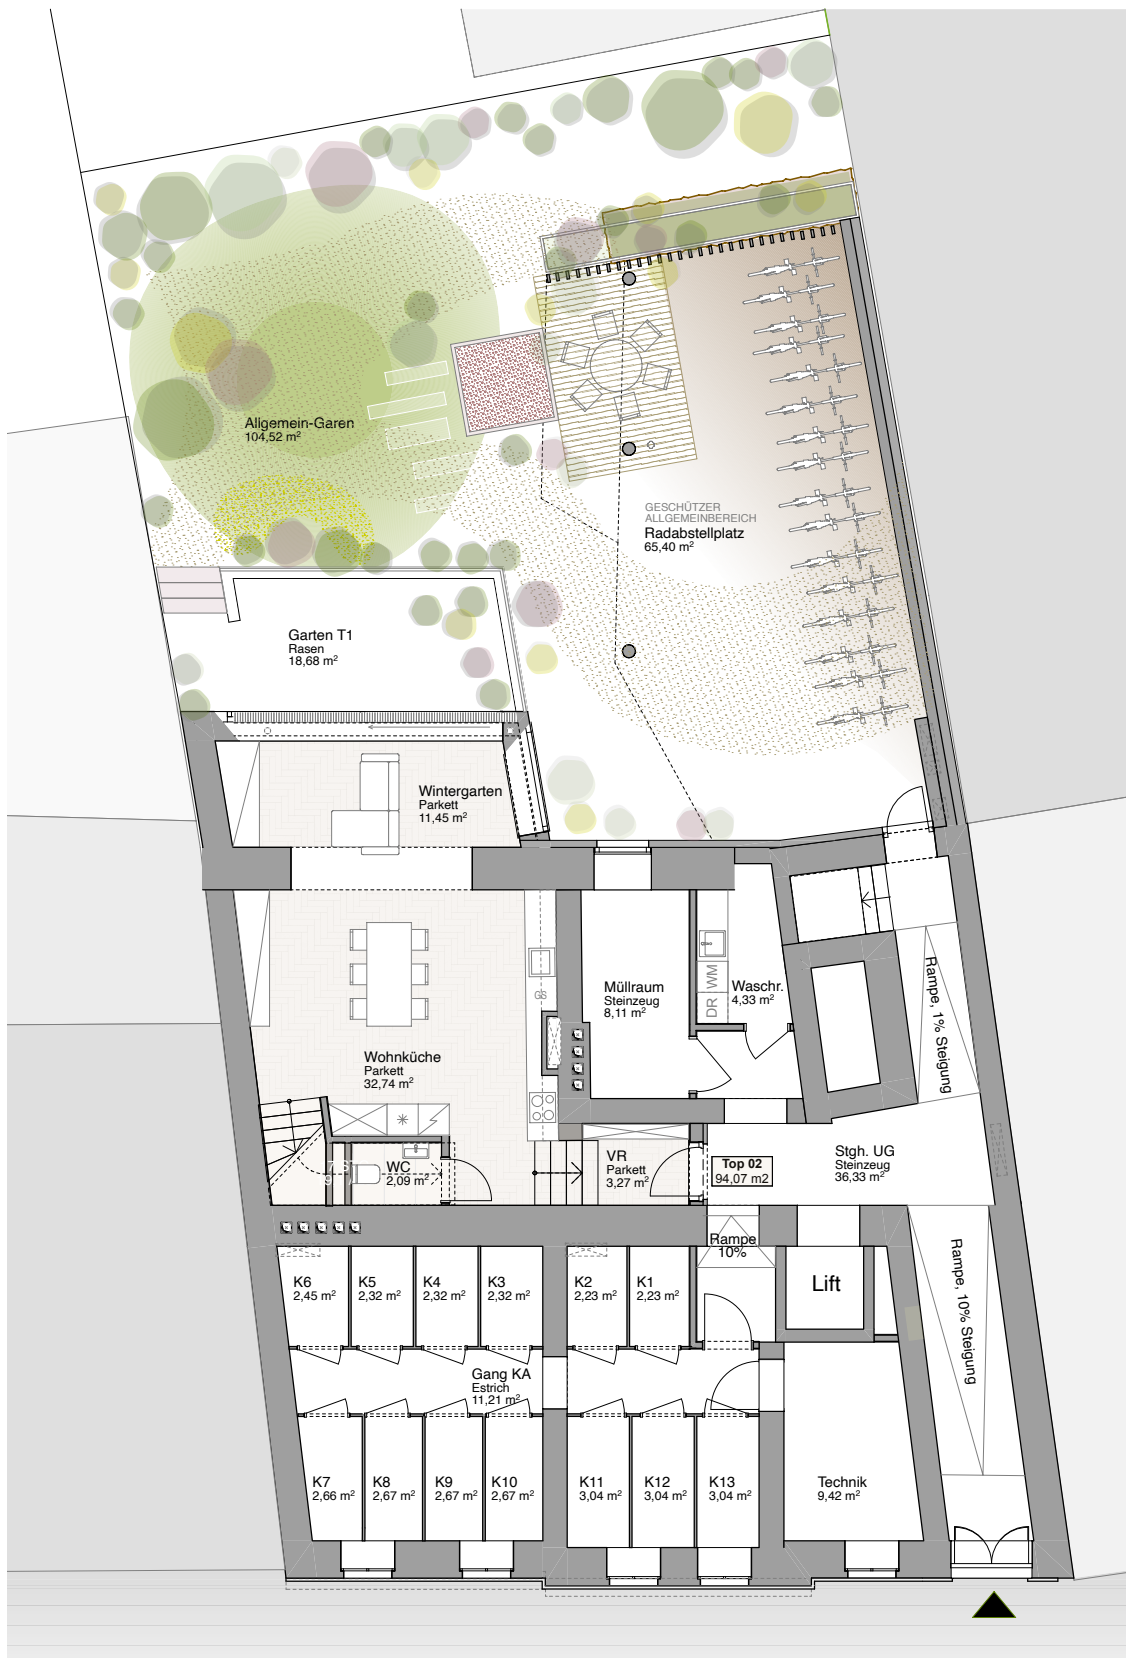 Allgemein-Garen
104,52 m²
GESCHÜTZER
ALLGEMEINBEREICH
Radabstellplatz
65,40 m²
Garten T1
Rasen
18,68 m²
Wintergarten
Parkett
11,45 m²
GS
Müllraum
Steinzeug
8,11 m²
DR WM
Waschr.
4,33 m²
Rampe, 1% Steigung
Wohnküche
Parkett
32,74 m²
WC
2,09 m²
VR
Parkett
3,27 m²
Top 02
94,07 m2
Stgh. UG
Steinzeug
36,33 m²
Rampe
10%
Lift
Rampe, 10% Steigung
K6
2,45 m²
K5
2,32 m²
K4
2,32 m²
K3
2,32 m²
K2
2,23 m²
K1
2,23 m²
Gang KA
Estrich
11,21 m²
K7
2,66 m²
K8
2,67 m²
K9
2,67 m²
K10
2,67 m²
K11
3,04 m²
K12
3,04 m²
K13
3,04 m²
Technik
9,42 m²